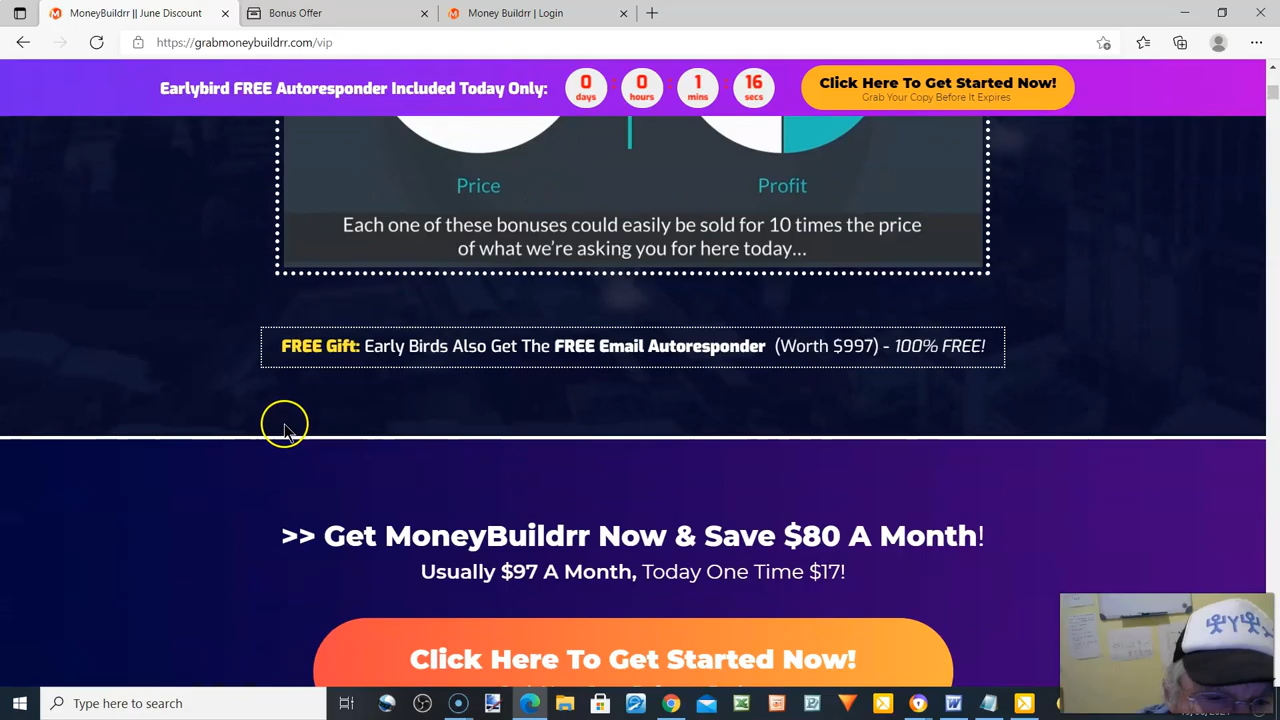 MoneyBuildrr || June Discount
Bonus Offer
Money Buildrr | Login
https://grabmoneybuildrr.com/vip
Earlybird FREE Autoresponder Included Today Only:
0 days
0 hours
1 mins
16 secs
Click Here To Get Started Now!
Grab Your Copy Before It Expires
Price
Profit
Each one of these bonuses could easily be sold for 10 times the price
of what we're asking you for here today...
FREE Gift: Early Birds Also Get The FREE Email Autoresponder (Worth $997) - 100% FREE!
>> Get MoneyBuildrr Now & Save $80 A Month!
Usually $97 A Month, Today One Time $17!
Click Here To Get Started Now!
Type here to search